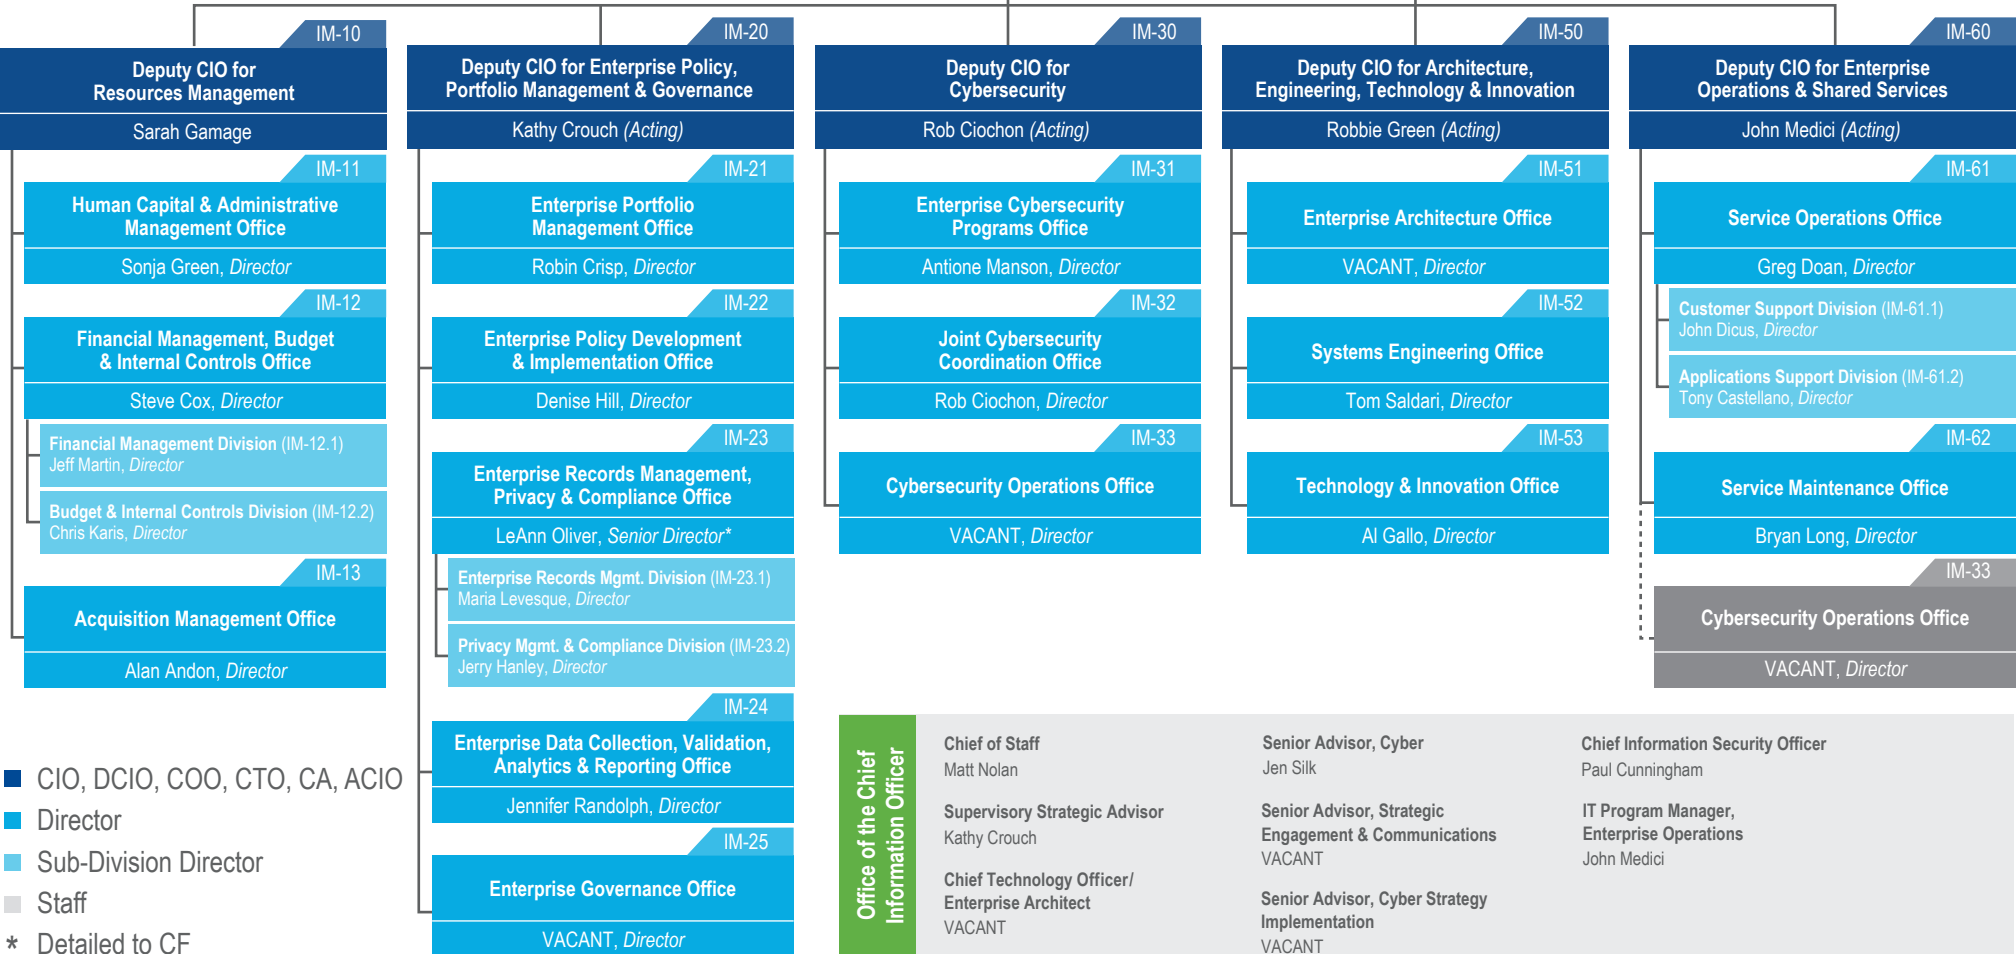 IM-10
Deputy CIO for
Resources Management
Sarah Gamage
IM-11
Human Capital & Administrative
Management Office
Sonja Green, Director
IM-12
Financial Management, Budget
& Internal Controls Office
Steve Cox, Director
Financial Management Division (IM-12.1)
Jeff Martin, Director
Budget & Internal Controls Division (IM-12.2)
Chris Karis, Director
IM-13
Acquisition Management Office
Alan Andon, Director
IM-20
Deputy CIO for Enterprise Policy,
Portfolio Management & Governance
Kathy Crouch (Acting)
IM-21
Enterprise Portfolio
Management Office
Robin Crisp, Director
IM-22
Enterprise Policy Development
& Implementation Office
Denise Hill, Director
IM-23
Enterprise Records Management,
Privacy & Compliance Office
LeAnn Oliver, Senior Director*
Enterprise Records Mgmt. Division (IM-23.1)
Maria Levesque, Director
Privacy Mgmt. & Compliance Division (IM-23.2)
Jerry Hanley, Director
IM-24
Enterprise Data Collection, Validation,
Analytics & Reporting Office
Jennifer Randolph, Director
IM-25
Enterprise Governance Office
VACANT, Director
IM-30
Deputy CIO for
Cybersecurity
Rob Ciochon (Acting)
IM-31
Enterprise Cybersecurity
Programs Office
Antione Manson, Director
IM-32
Joint Cybersecurity
Coordination Office
Rob Ciochon, Director
IM-33
Cybersecurity Operations Office
VACANT, Director
IM-50
Deputy CIO for Architecture,
Engineering, Technology & Innovation
Robbie Green (Acting)
IM-51
Enterprise Architecture Office
VACANT, Director
IM-52
Systems Engineering Office
Tom Saldari, Director
IM-53
Technology & Innovation Office
Al Gallo, Director
IM-60
Deputy CIO for Enterprise
Operations & Shared Services
John Medici (Acting)
IM-61
Service Operations Office
Greg Doan, Director
Customer Support Division (IM-61.1)
John Dicus, Director
Applications Support Division (IM-61.2)
Tony Castellano, Director
IM-62
Service Maintenance Office
Bryan Long, Director
IM-33
Cybersecurity Operations Office
VACANT, Director
CIO, DCIO, COO, CTO, CA, ACIO
Director
Sub-Division Director
Staff
* Detailed to CF
Office of the Chief
Information Officer
Chief of Staff
Matt Nolan
Supervisory Strategic Advisor
Kathy Crouch
Chief Technology Officer/
Enterprise Architect
VACANT
Senior Advisor, Cyber
Jen Silk
Senior Advisor, Strategic
Engagement & Communications
VACANT
Senior Advisor, Cyber Strategy
Implementation
VACANT
Chief Information Security Officer
Paul Cunningham
IT Program Manager,
Enterprise Operations
John Medici